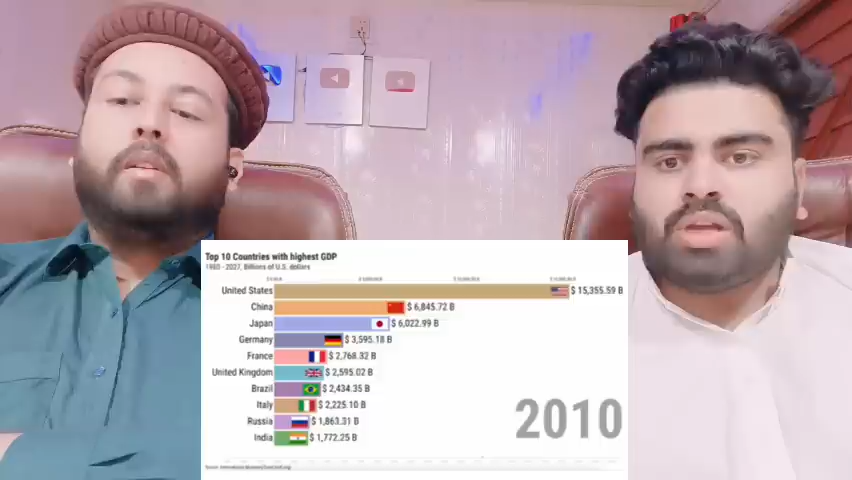 Top 10 Countries with highest GDP
1980 - 2027, Billions of U.S. dollars
United States $ 15,355.59 B
China $ 6,845.72 B
Japan $ 6,022.99 B
Germany $ 3,595.18 B
France $ 2,768.32 B
United Kingdom $ 2,595.02 B
Brazil $ 2,434.35 B
Italy $ 2,225.10 B
Russia $ 1,863.31 B
India $ 1,772.25 B
2010